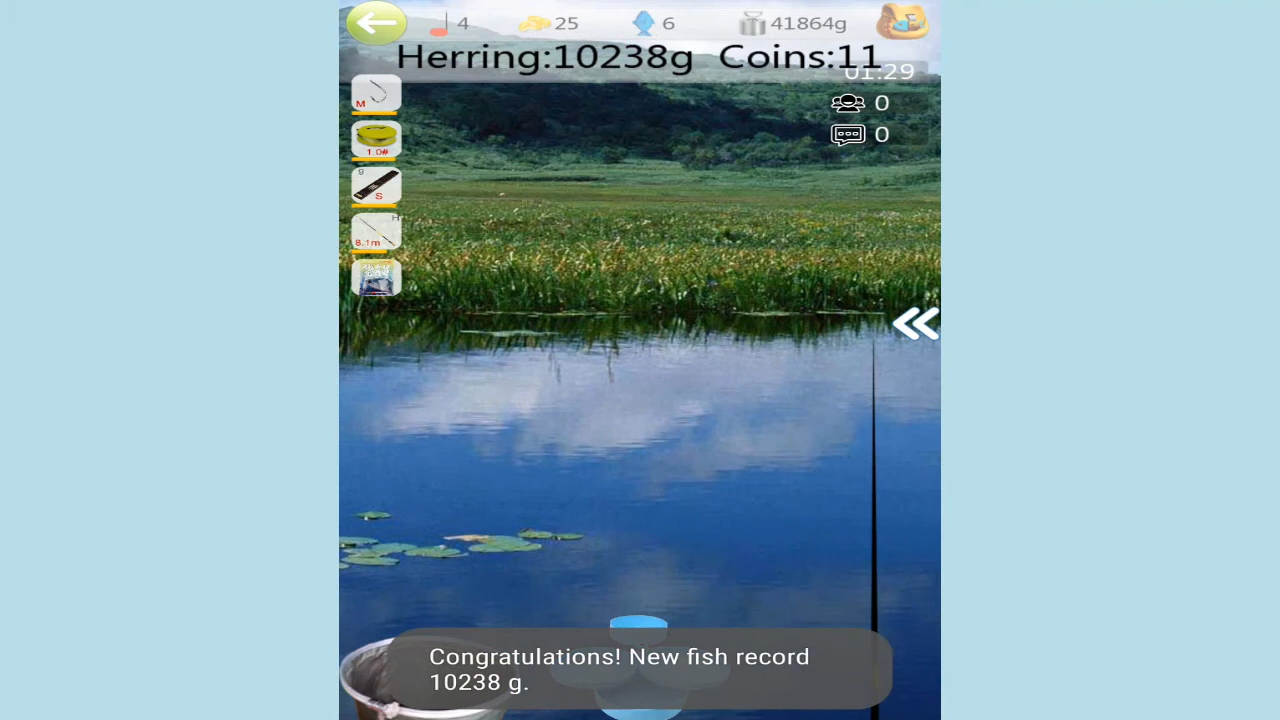 4 25 6 41864g
Herring:10238g Coins:11
01:29
0
0
M
1.0#
9
S
H
8.1m
Congratulations! New fish record
10238 g.